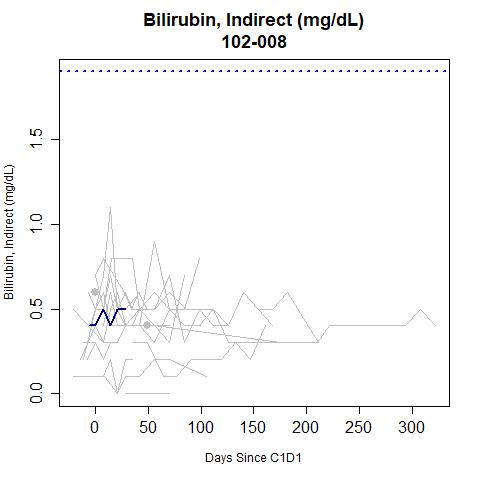 Bilirubin, Indirect (mg/dL)
102-008
Bilirubin, Indirect (mg/dL)
1.5
1.0
0.5
0.0
0 50 100 150 200 250 300
Days Since C1D1